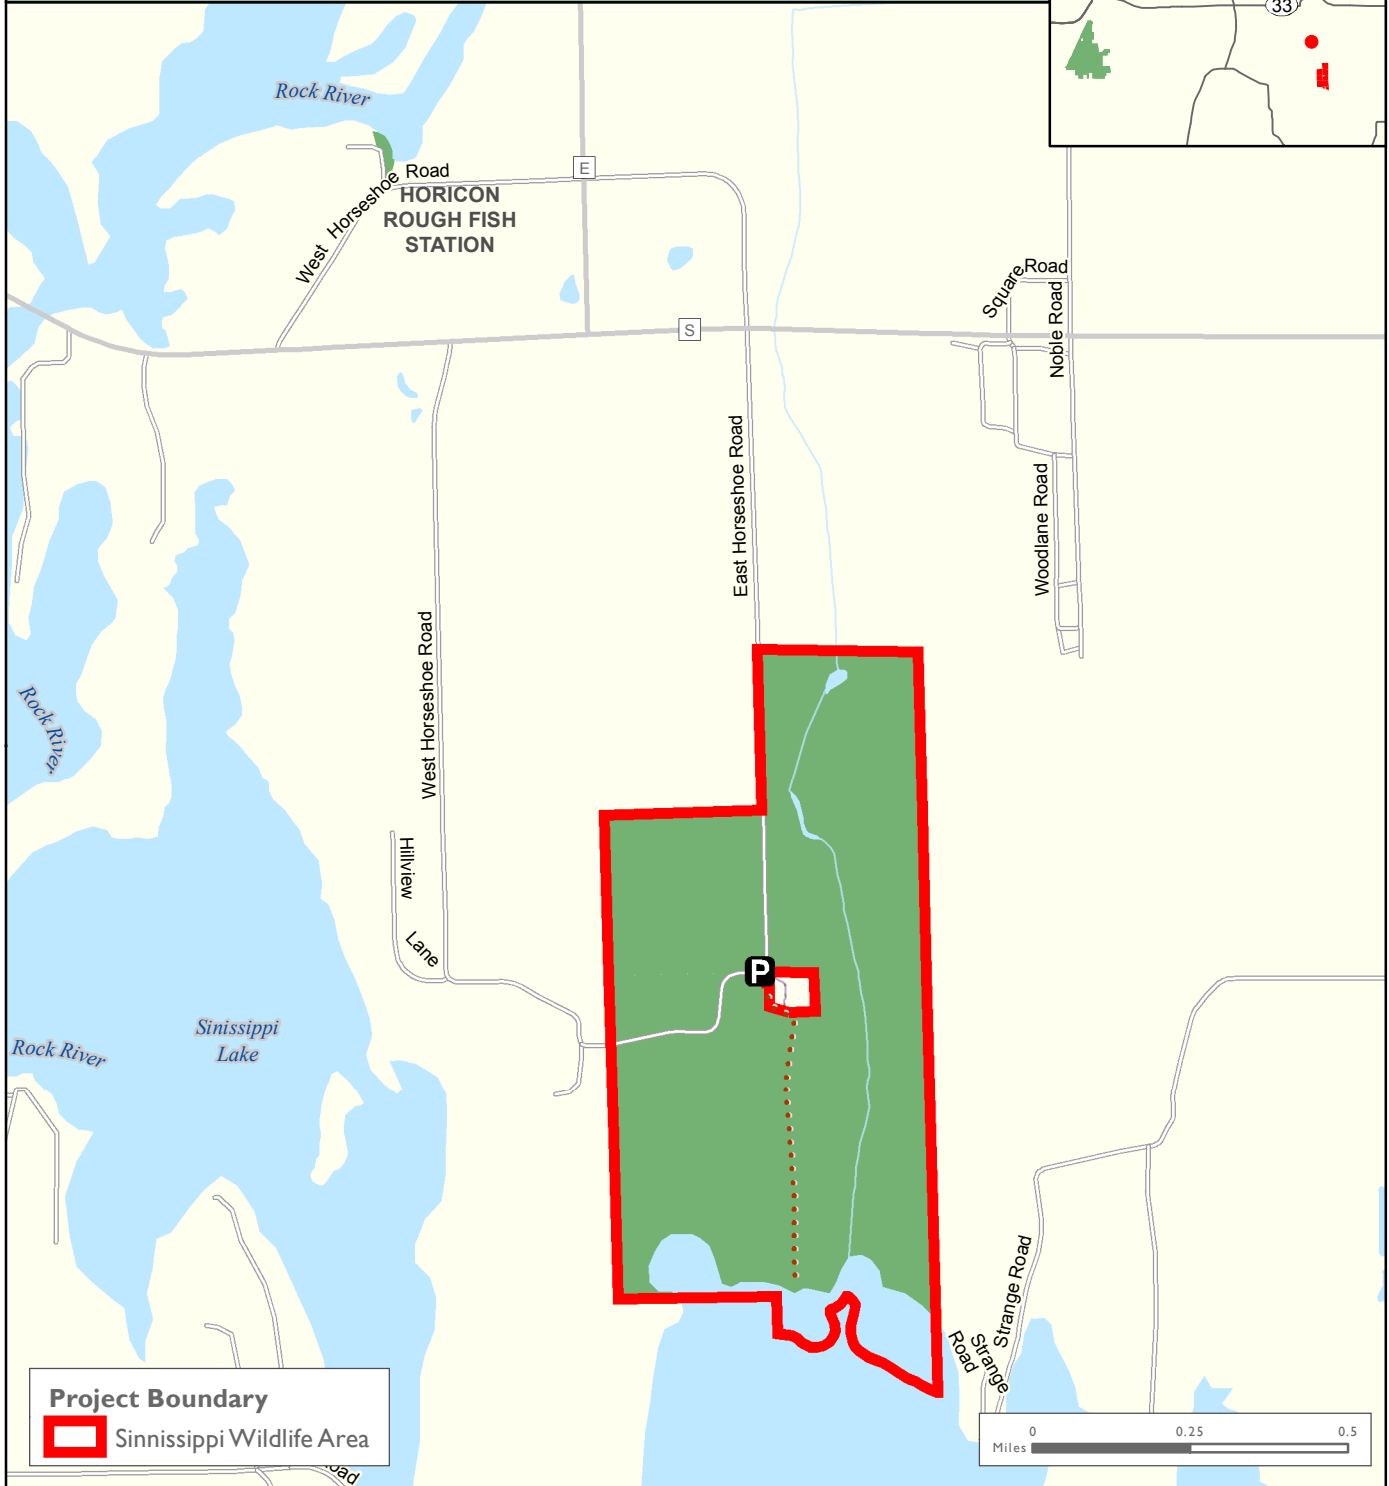 33
Rock River
E
West Horseshoe Road
HORICON
ROUGH FISH
STATION
Square Road
Noble Road
S
East Horseshoe Road
Woodlane Road
West Horseshoe Road
Rock River
Hillview
Lane
P
Sinissippi
Lake
Rock River
Strange Road
Strange
Road
Project Boundary
Sinnissippi Wildlife Area
0 0.25 0.5
Miles